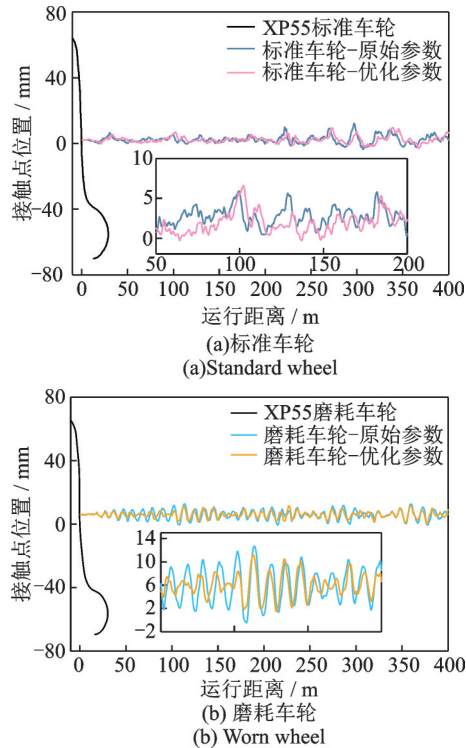 XP55标准车轮
标准车轮-原始参数
标准车轮-优化参数
接触点位置 / mm
80
40
0
-40
-80
10
5
0
50
100
150
200
0
50
100
150
200
250
300
350
400
运行距离 / m
(a)标准车轮
(a)Standard wheel
XP55磨耗车轮
磨耗车轮-原始参数
磨耗车轮-优化参数
接触点位置 / mm
80
40
0
-40
-80
14
10
6
2
-2
0
50
100
150
200
250
300
350
400
运行距离 / m
(b) 磨耗车轮
(b) Worn wheel